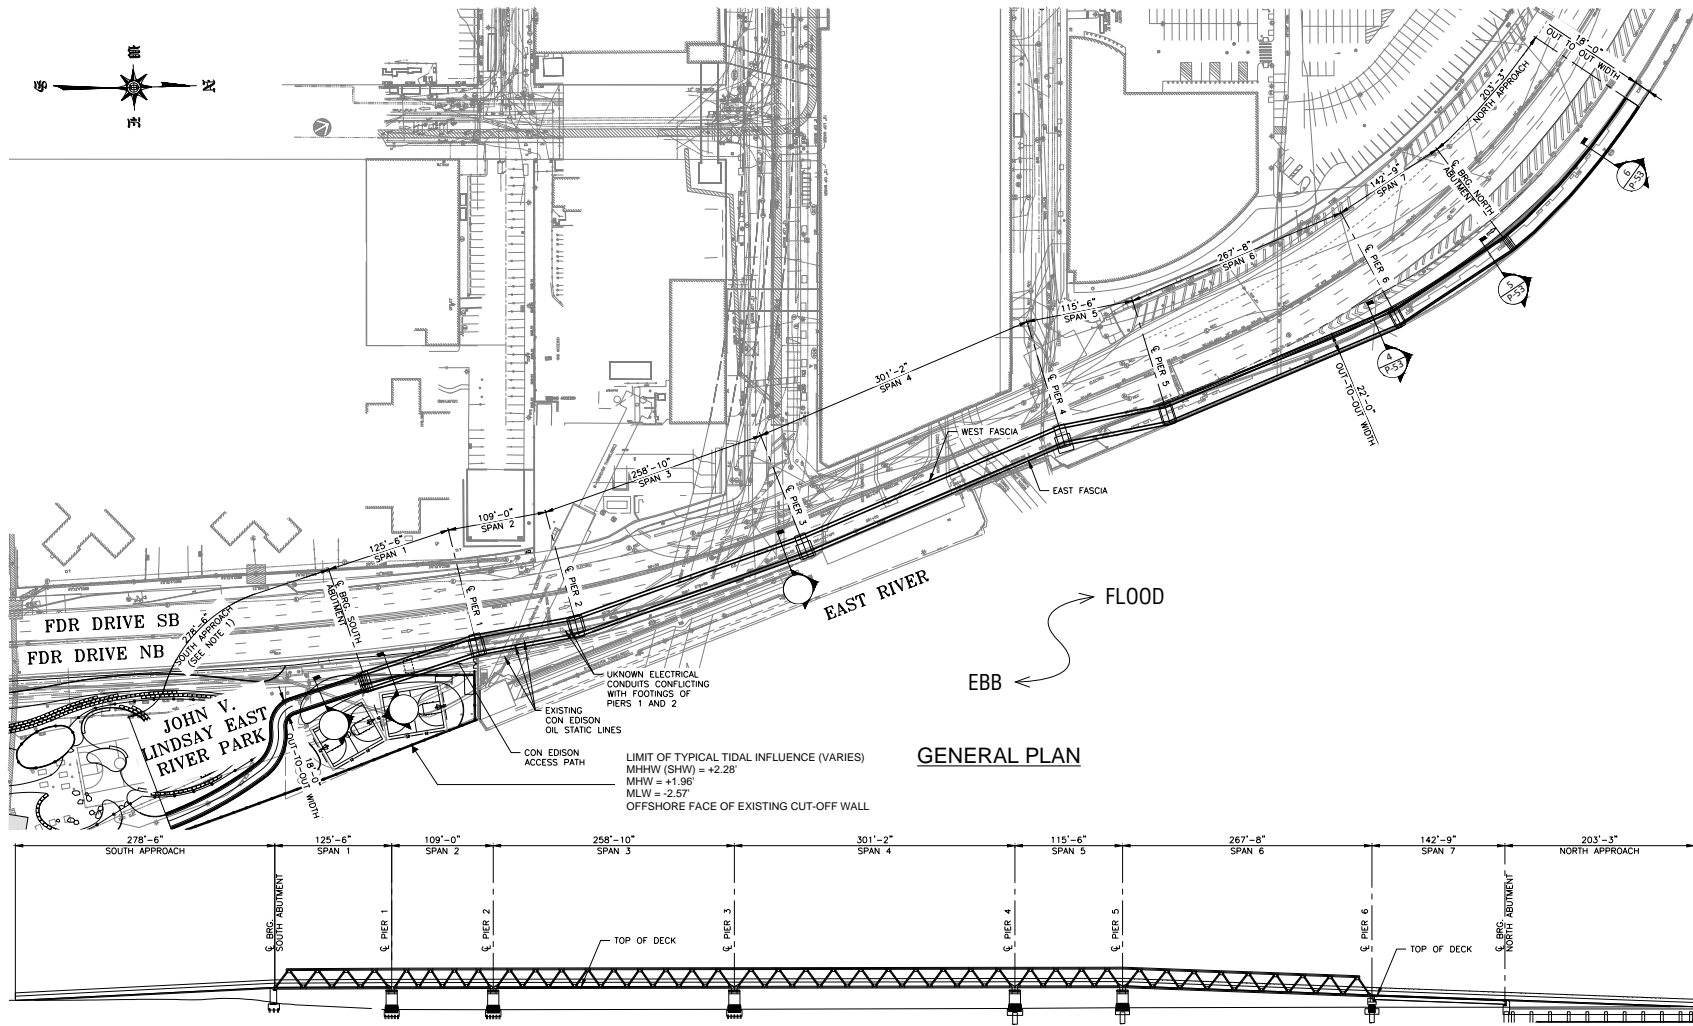 S
N
18'-0"
OUT TO OUT WIDTH
203'-3"
NORTH APPROACH
6
P-53
142'-9"
SPAN 7
℄ BRG. NORTH
ABUTMENT
5
P-53
267'-8"
SPAN 6
℄ PIER 6
4
P-53
115'-6"
SPAN 5
℄ PIER 5
22'-0"
OUT-TO-OUT WIDTH
301'-2"
SPAN 4
℄ PIER 4
WEST FASCIA
EAST FASCIA
258'-10"
SPAN 3
℄ PIER 3
109'-0"
SPAN 2
℄ PIER 2
125'-6"
SPAN 1
℄ PIER 1
℄ BRG. SOUTH
ABUTMENT
278'-6"
SOUTH APPROACH
(SEE NOTE 1)
FDR DRIVE SB
FDR DRIVE NB
EAST RIVER
FLOOD
EBB
JOHN V.
LINDSAY EAST
RIVER PARK
18'-0"
OUT-TO-OUT WIDTH
UKNOWN ELECTRICAL
CONDUITS CONFLICTING
WITH FOOTINGS OF
PIERS 1 AND 2
EXISTING
CON EDISON
OIL STATIC LINES
CON EDISON
ACCESS PATH
LIMIT OF TYPICAL TIDAL INFLUENCE (VARIES)
MHHW (SHW) = +2.28'
MHW = +1.96'
MLW = -2.57'
OFFSHORE FACE OF EXISTING CUT-OFF WALL
GENERAL PLAN
278'-6"
SOUTH APPROACH
125'-6"
SPAN 1
109'-0"
SPAN 2
258'-10"
SPAN 3
301'-2"
SPAN 4
115'-6"
SPAN 5
267'-8"
SPAN 6
142'-9"
SPAN 7
203'-3"
NORTH APPROACH
℄ BRG.
SOUTH ABUTMENT
℄ PIER 1
℄ PIER 2
℄ PIER 3
℄ PIER 4
℄ PIER 5
℄ PIER 6
℄ BRG.
NORTH ABUTMENT
TOP OF DECK
TOP OF DECK